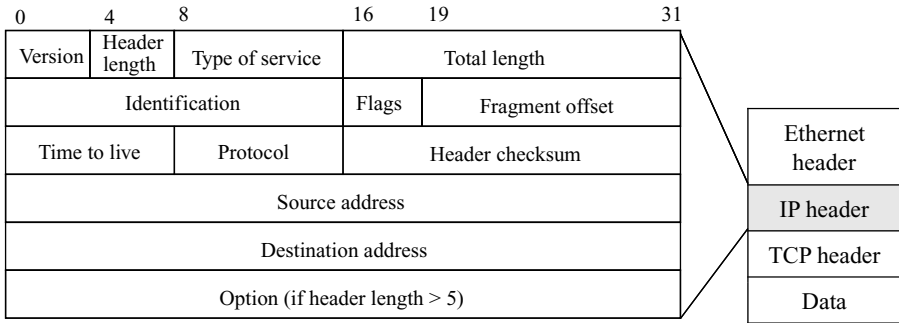 0 4 8 16 19 31
Version Header length Type of service Total length
Identification Flags Fragment offset
Time to live Protocol Header checksum
Source address
Destination address
Option (if header length > 5)
Ethernet
header
IP header
TCP header
Data